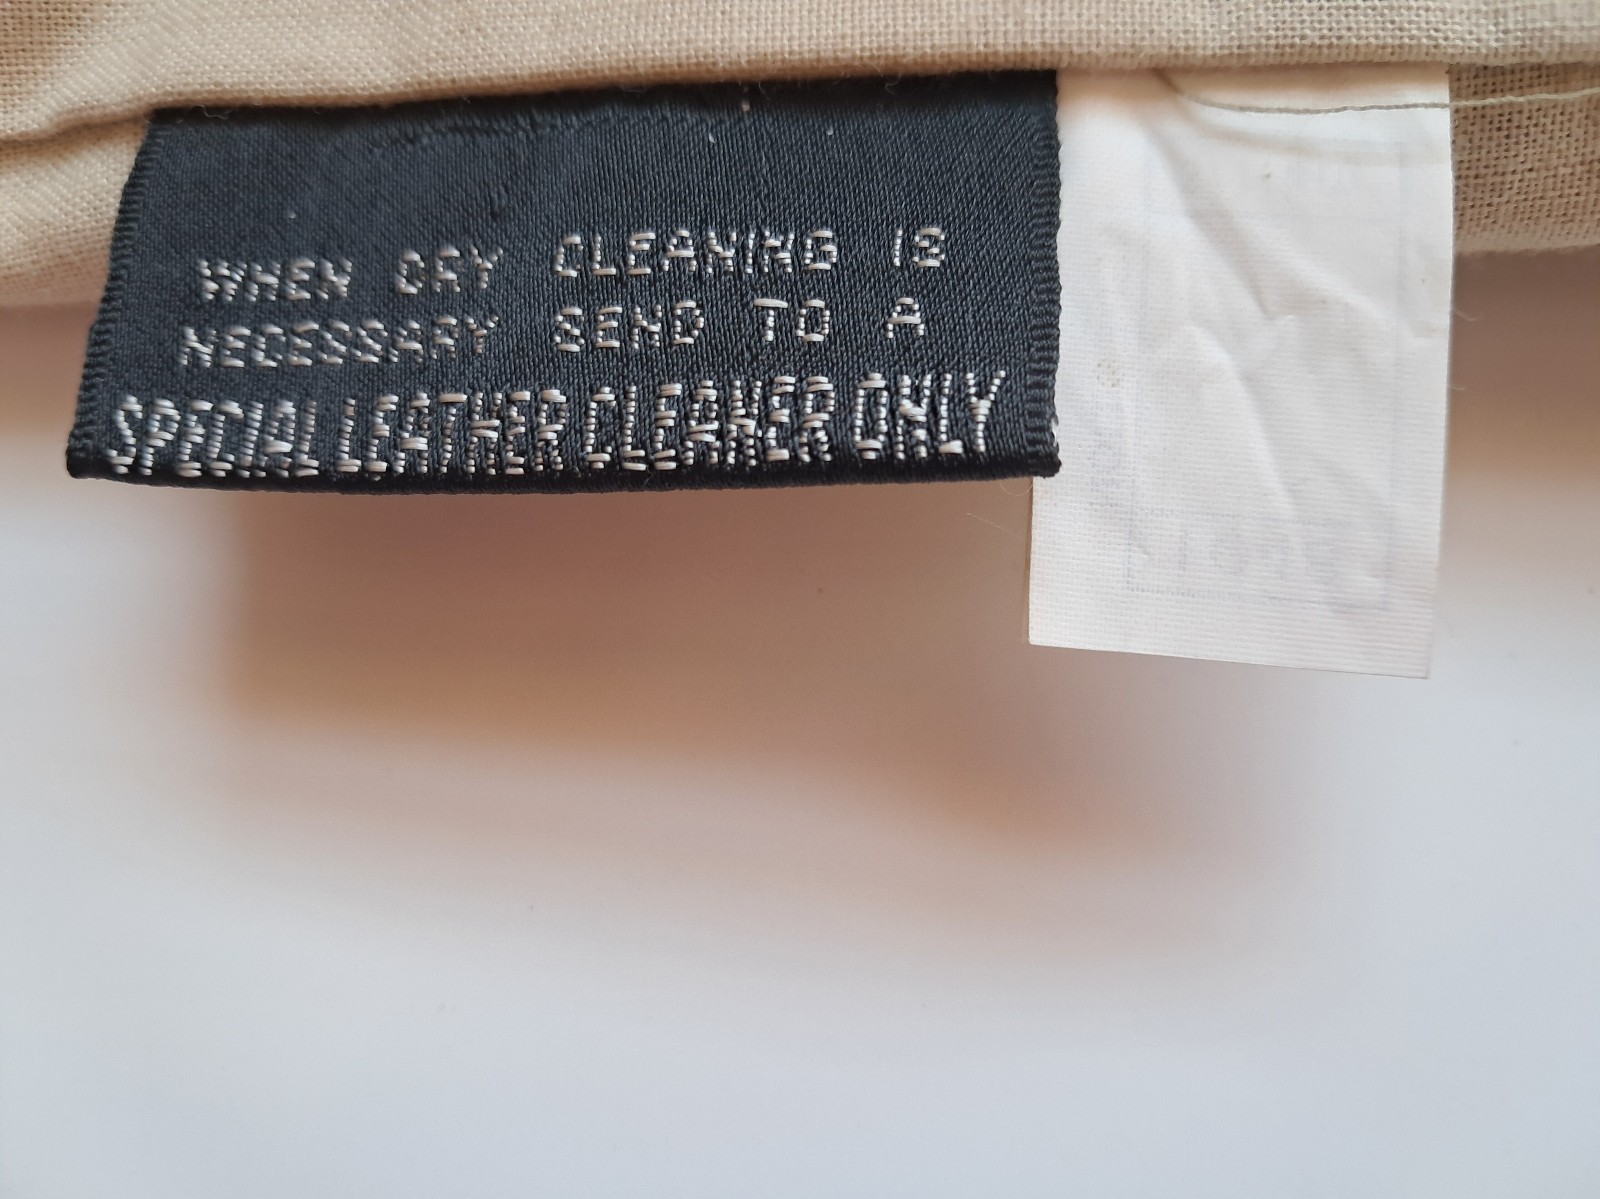 WHEN DRY CLEANING IS
NECESSARY SEND TO A
SPECIAL LEATHER CLEANER ONLY